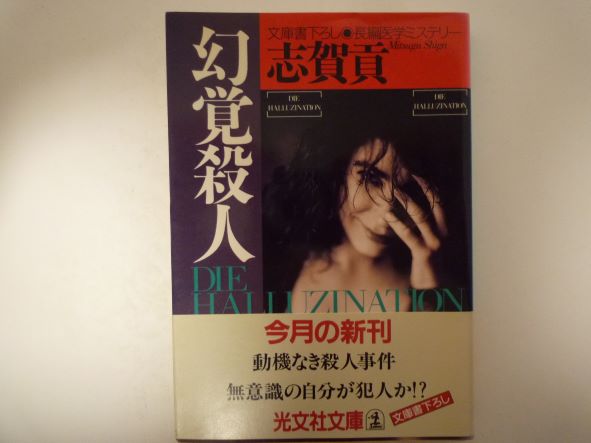 文庫書下ろし●長編医学ミステリー
志賀貢
Mitsugu Shiga
幻覚殺人
DIE
HALLUZINATION
DIE
HALLUZINATION
DIE
HALLUZINATION
今月の新刊
動機なき殺人事件
無意識の自分が犯人か!?
光文社文庫
文庫書下ろし